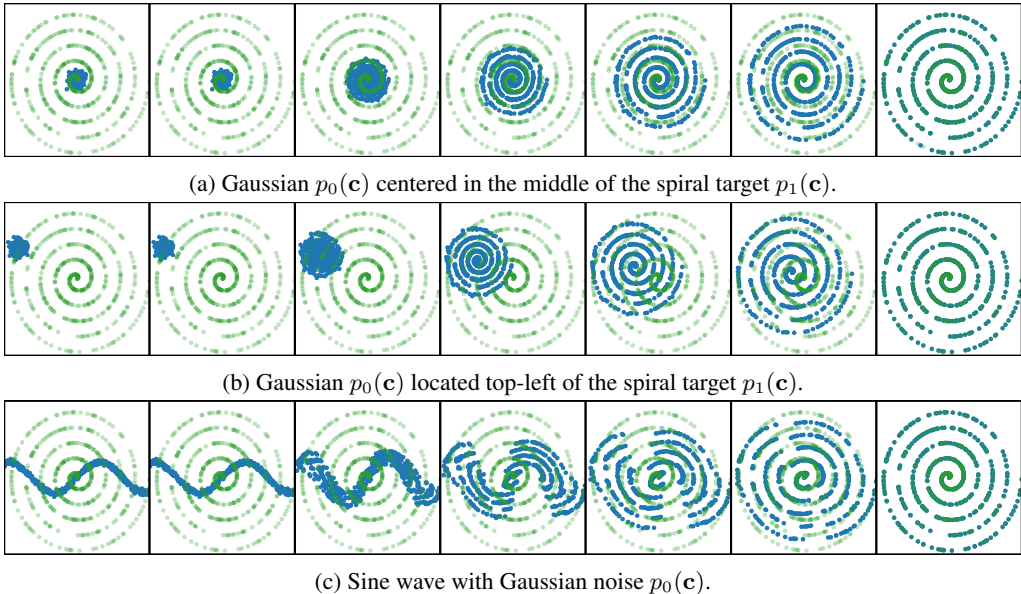 (a) Gaussian p₀(𝐜) centered in the middle of the spiral target p₁(𝐜).
(b) Gaussian p₀(𝐜) located top-left of the spiral target p₁(𝐜).
(c) Sine wave with Gaussian noise p₀(𝐜).